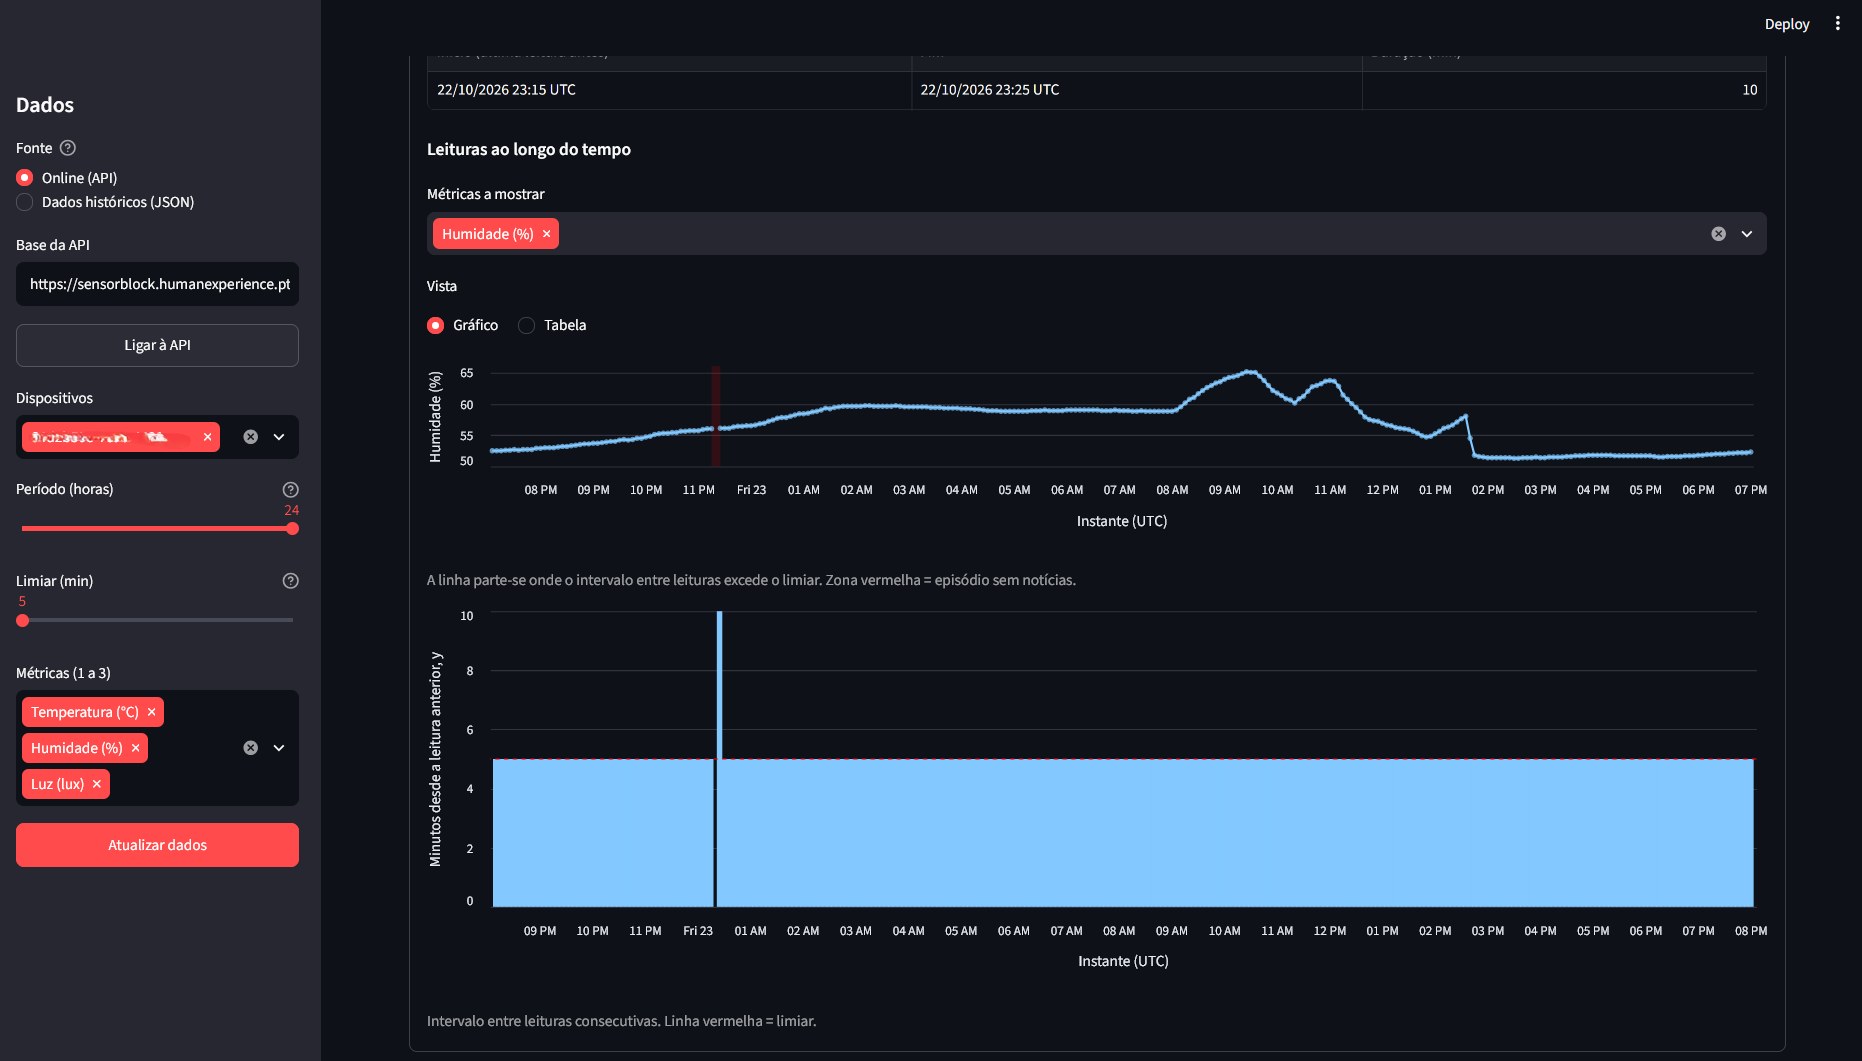 Deploy
Dados
Fonte
Online (API)
Dados históricos (JSON)
Base da API
https://sensorblock.humanexperience.pt
Ligar à API
Dispositivos
Período (horas)
24
Limiar (min)
5
Métricas (1 a 3)
Temperatura (°C)
Humidade (%)
Luz (lux)
Atualizar dados
22/10/2026 23:15 UTC 22/10/2026 23:25 UTC 10
Leituras ao longo do tempo
Métricas a mostrar
Humidade (%)
Vista
Gráfico Tabela
Humidade (%)
65
60
55
50
08 PM 09 PM 10 PM 11 PM Fri 23 01 AM 02 AM 03 AM 04 AM 05 AM 06 AM 07 AM 08 AM 09 AM 10 AM 11 AM 12 PM 01 PM 02 PM 03 PM 04 PM 05 PM 06 PM 07 PM
Instante (UTC)
A linha parte-se onde o intervalo entre leituras excede o limiar. Zona vermelha = episódio sem notícias.
Minutos desde a leitura anterior, y
10
8
6
4
2
0
09 PM 10 PM 11 PM Fri 23 01 AM 02 AM 03 AM 04 AM 05 AM 06 AM 07 AM 08 AM 09 AM 10 AM 11 AM 12 PM 01 PM 02 PM 03 PM 04 PM 05 PM 06 PM 07 PM 08 PM
Instante (UTC)
Intervalo entre leituras consecutivas. Linha vermelha = limiar.